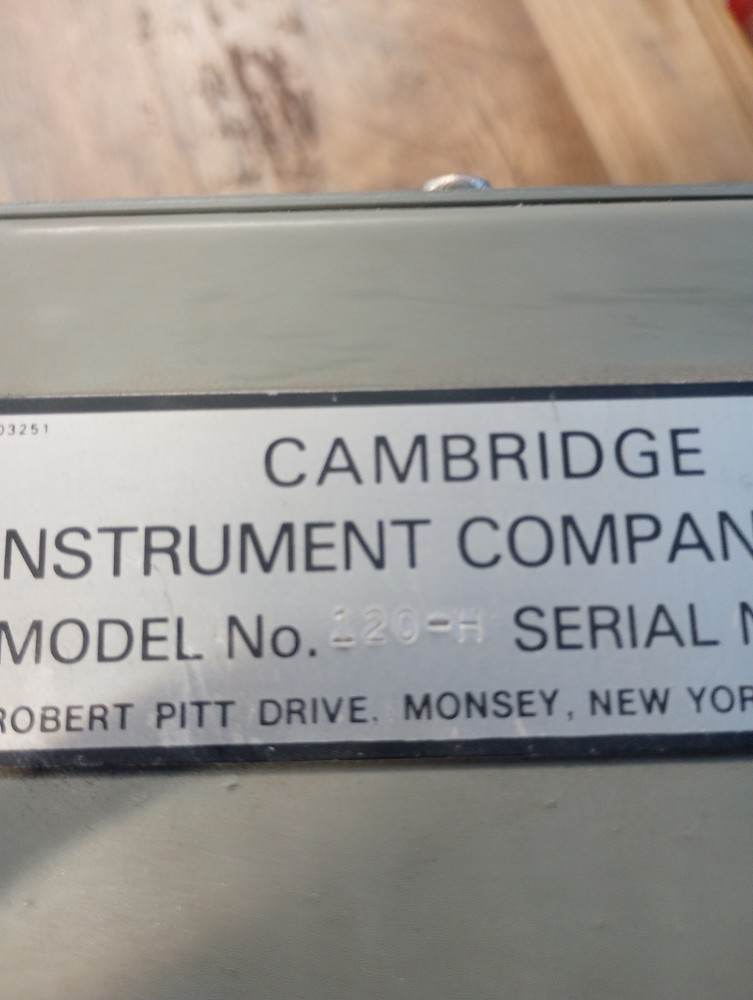 03251
CAMBRIDGE
NSTRUMENT COMPAN
MODEL No. 120-H SERIAL N
ROBERT PITT DRIVE, MONSEY, NEW YOR